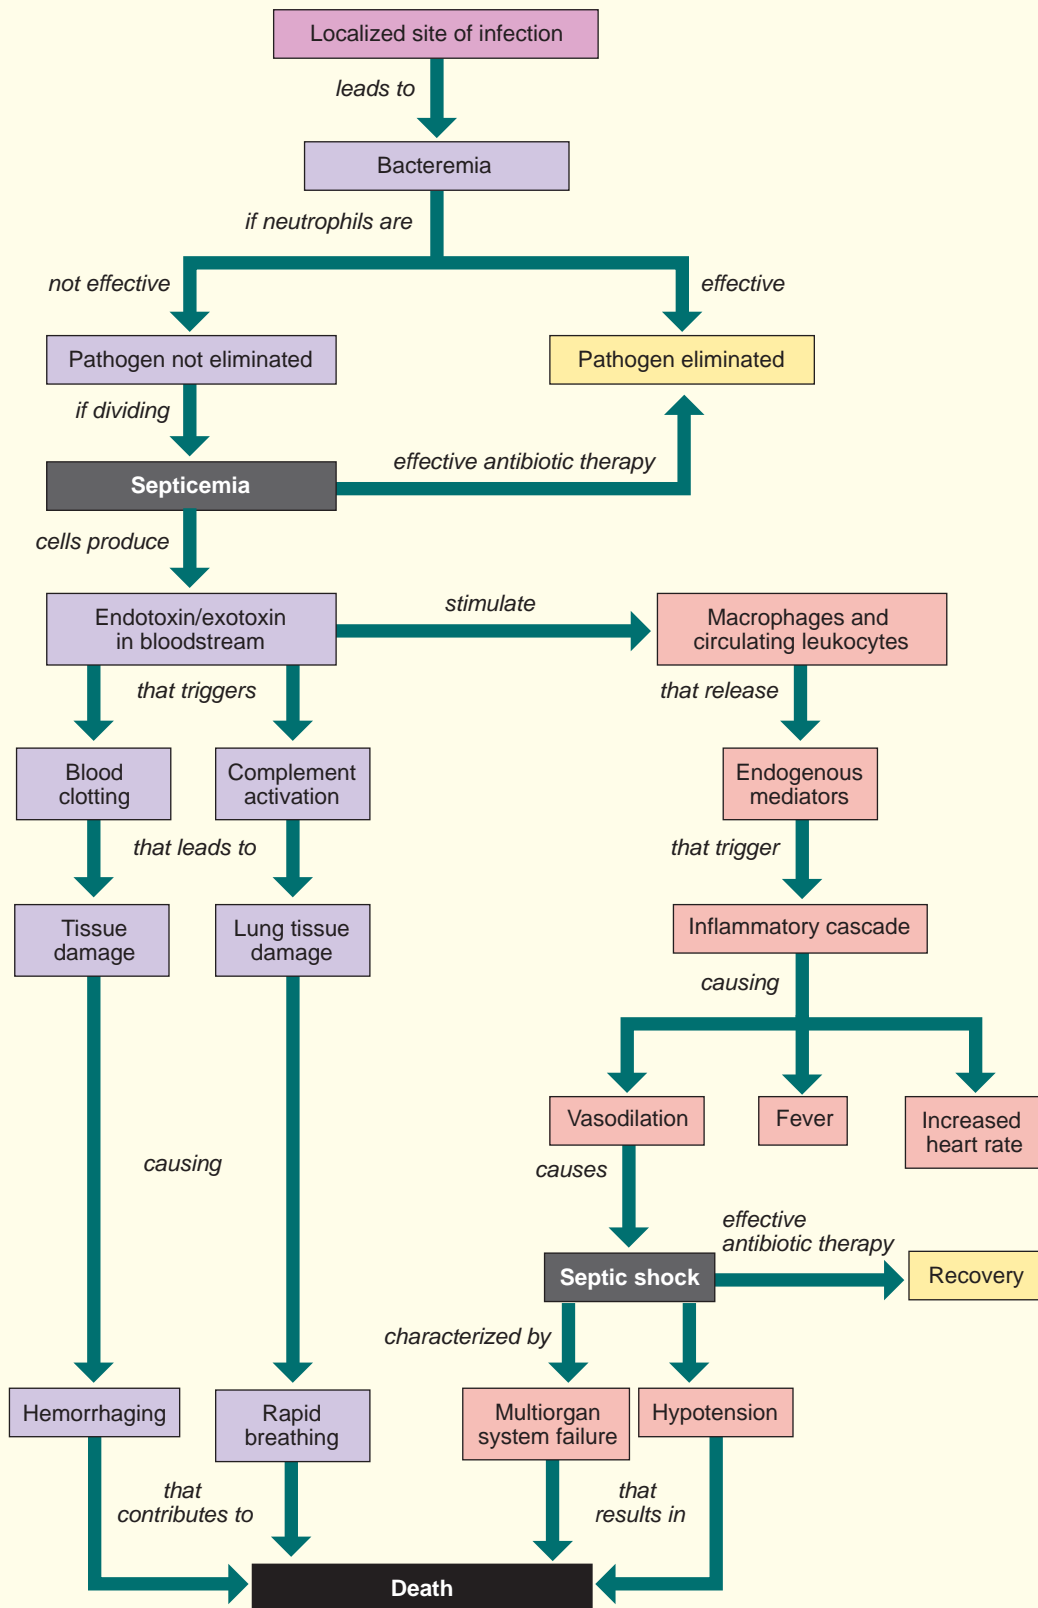 Localized site of infection
leads to
Bacteremia
if neutrophils are
not effective
effective
Pathogen not eliminated
Pathogen eliminated
if dividing
effective antibiotic therapy
Septicemia
cells produce
Endotoxin/exotoxin
in bloodstream
stimulate
Macrophages and
circulating leukocytes
that triggers
that release
Blood
clotting
Complement
activation
Endogenous
mediators
that leads to
that trigger
Tissue
damage
Lung tissue
damage
Inflammatory cascade
causing
Vasodilation
Fever
Increased
heart rate
causing
causes
effective
antibiotic therapy
Septic shock
Recovery
characterized by
Hemorrhaging
Rapid
breathing
Multiorgan
system failure
Hypotension
that
contributes to
that
results in
Death